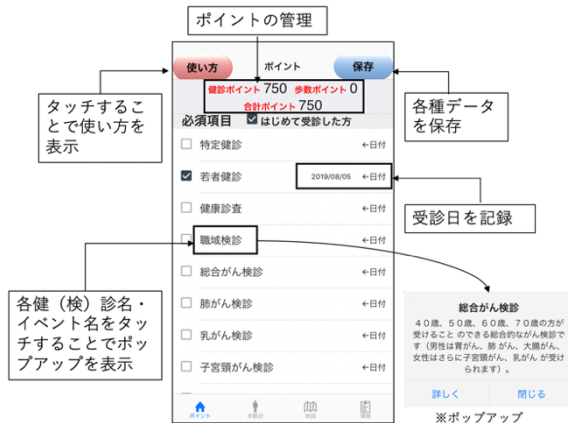 ポイントの管理
使い方
ポイント
保存
健診ポイント 750 歩数ポイント 0
合計ポイント 750
タッチするこ
とで使い方を
表示
各種データ
を保存
必須項目 はじめて受診した方
特定健診 ←日付
若者健診 2019/08/05 ←日付
健康診査 ←日付
職域検診 ←日付
総合がん検診 ←日付
肺がん検診 ←日付
乳がん検診 ←日付
子宮頸がん検診 ←日付
受診日を記録
各健（検）診名・
イベント名をタッ
チすることでポッ
プアップを表示
総合がん検診
４０歳、５０歳、６０歳、７０歳の方が
受けること のできる総合的ながん検診で
す（男性は胃がん、肺 がん、大腸がん、
女性はさらに子宮頸がん、乳がん が受け
られます）。
詳しく
閉じる
※ポップアップ
ポイント
歩数計
地図
情報